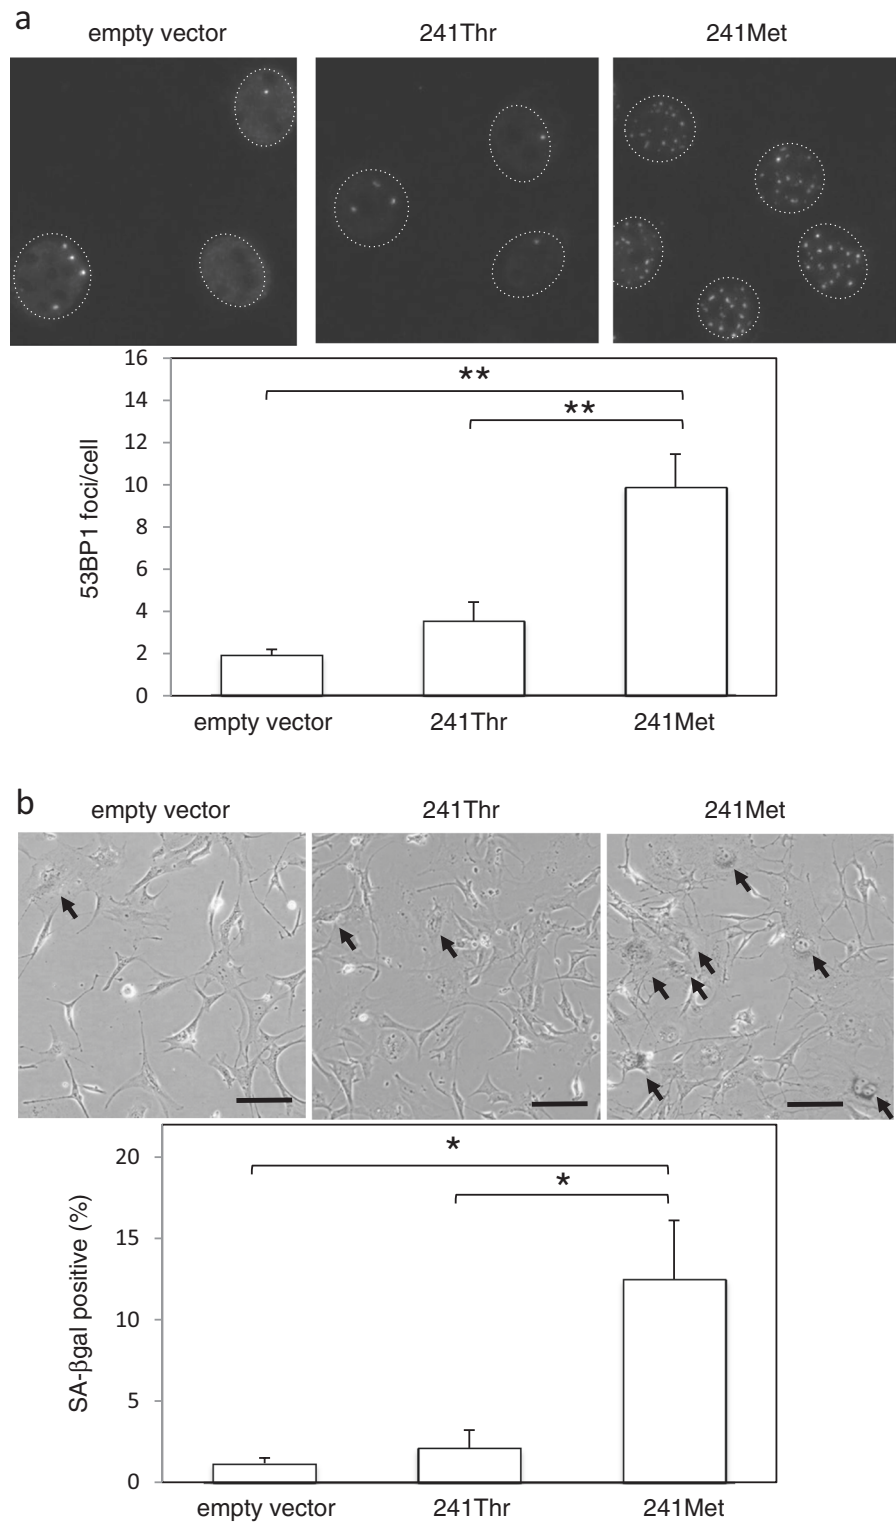 a
empty vector 241Thr 241Met
16
14
12
10
8
6
4
2
0
53BP1 foci/cell
**
**
empty vector 241Thr 241Met
b
empty vector 241Thr 241Met
20
15
10
5
0
SA-βgal positive (%)
*
*
empty vector 241Thr 241Met